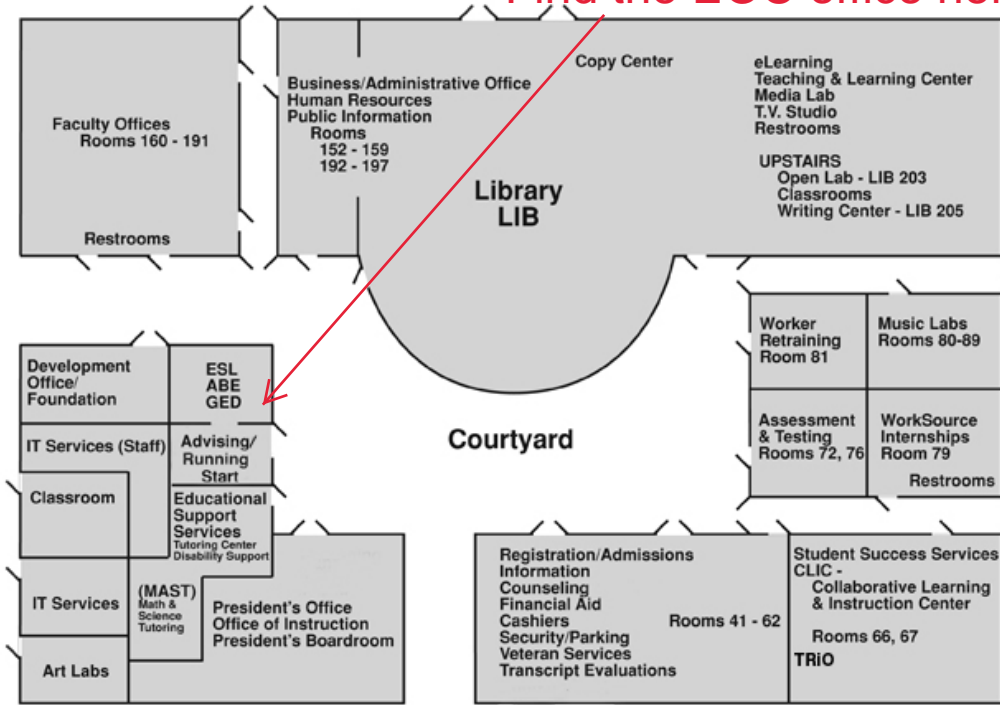 Find the
office
Copy Center
eLearning
Teaching & Learning Center
Media Lab
T.V. Studio
Restrooms
UPSTAIRS
Open Lab - LIB 203
Classrooms
Writing Center - LIB 205
Business/Administrative Office
Human Resources
Public Information
Rooms
152 - 159
192 - 197
Faculty Offices
Rooms 160 - 191
Restrooms
Library
LIB
Worker
Retraining
Room 81
Music Labs
Rooms 80-89
Assessment
& Testing
Rooms 72, 76
WorkSource
Internships
Room 79
Restrooms
Development
Office/
Foundation
ESL
ABE
GED
IT Services (Staff)
Advising/
Running
Start
Courtyard
Classroom
Educational
Support
Services
Tutoring Center
Disability Support
IT Services
(MAST)
Math &
Science
Tutoring
President's Office
Office of Instruction
President's Boardroom
Art Labs
Registration/Admissions
Information
Counseling
Financial Aid
Cashiers
Security/Parking
Veteran Services
Transcript Evaluations
Rooms 41 - 62
Student Success Services
CLIC -
Collaborative Learning
& Instruction Center
Rooms 66, 67
TRiO